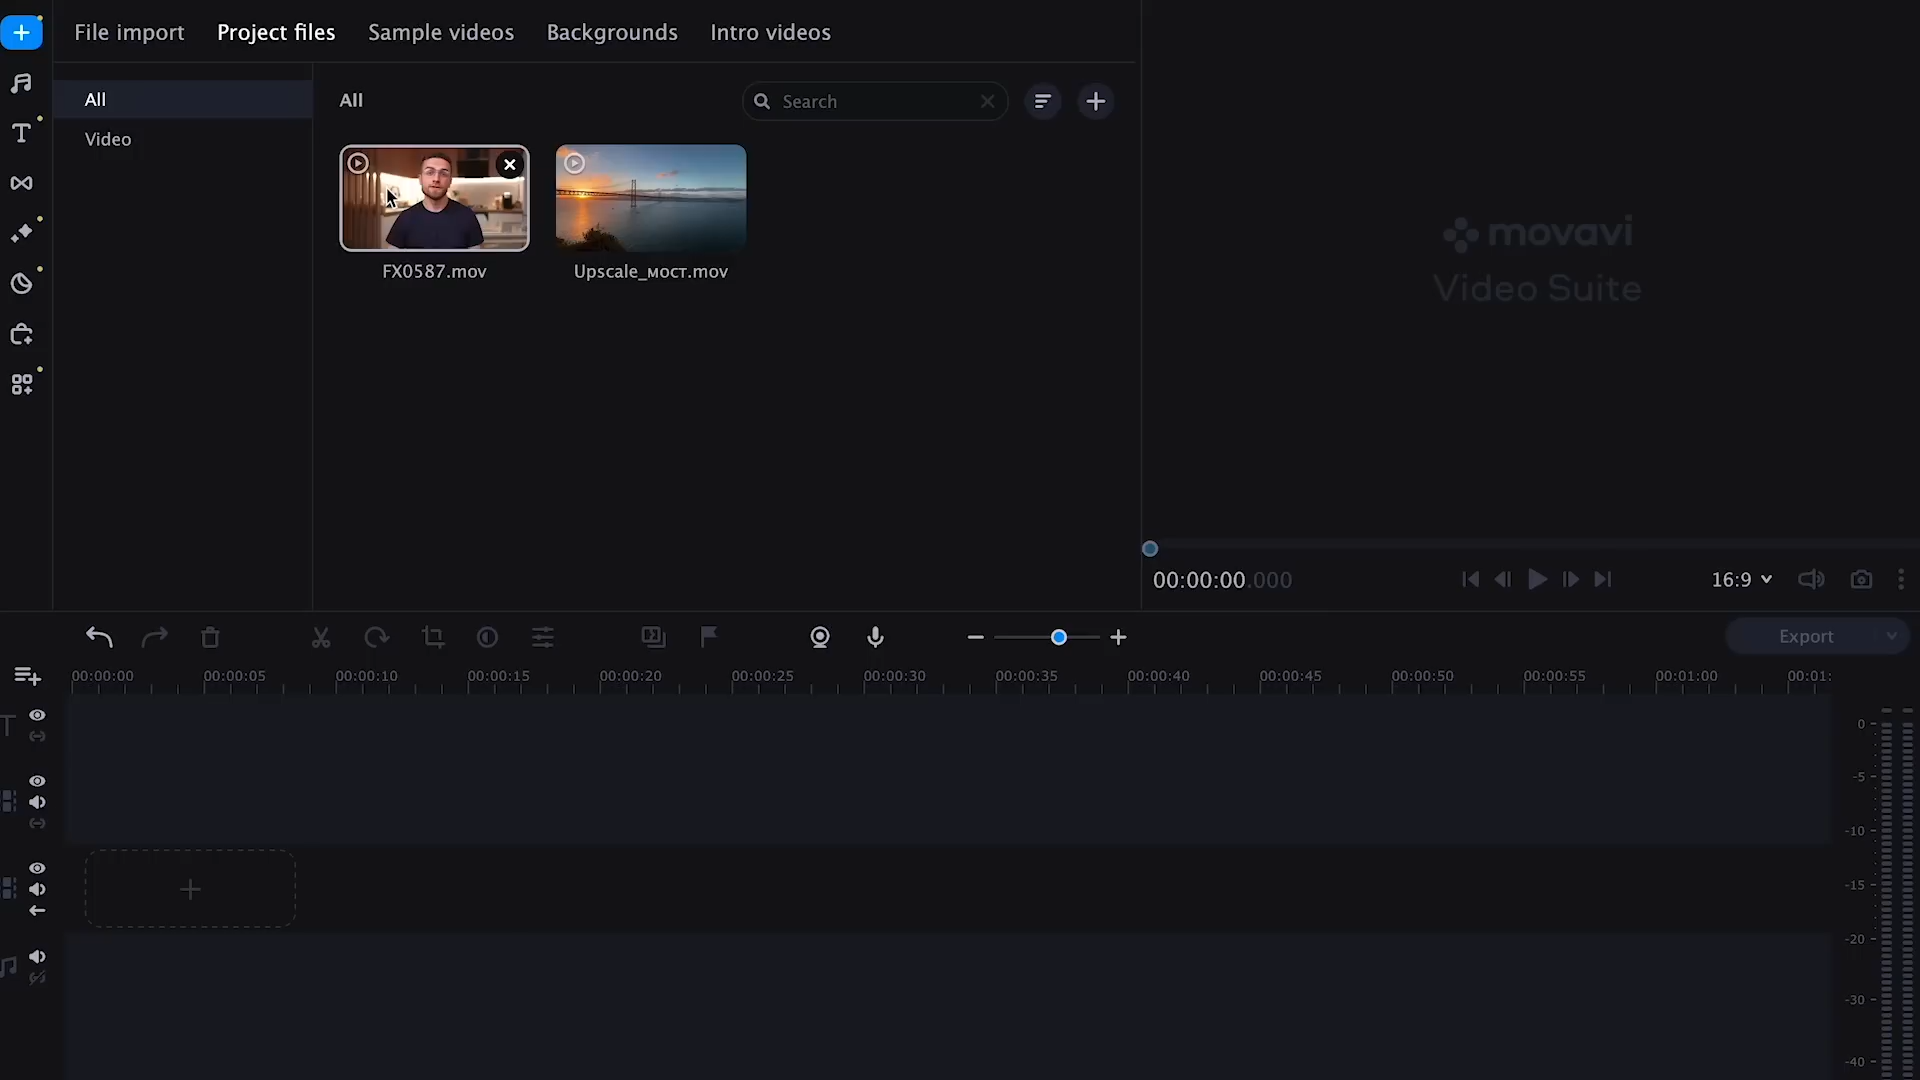 File import
Project files
Sample videos
Backgrounds
Intro videos
All
Video
All
Search
FX0587.mov
Upscale_мост.mov
movavi
Video Suite
00:00:00.000
16:9
Export
00:00:00
00:00:05
00:00:10
00:00:15
00:00:20
00:00:25
00:00:30
00:00:35
00:00:40
00:00:45
00:00:50
00:00:55
00:01:00
00:01:
T
0
-5
-10
-15
-20
-30
-40